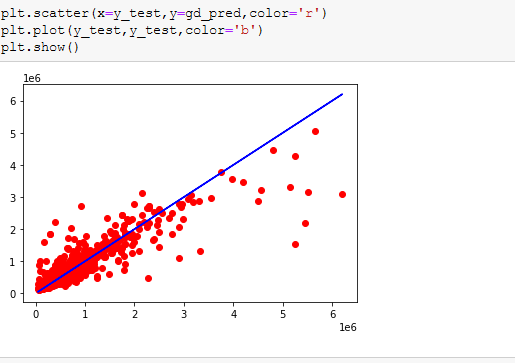 plt.scatter(x=y_test,y=gd_pred,color='r')
plt.plot(y_test,y_test,color='b')
plt.show()
1e6
6
5
4
3
2
1
0
0 1 2 3 4 5 6
1e6